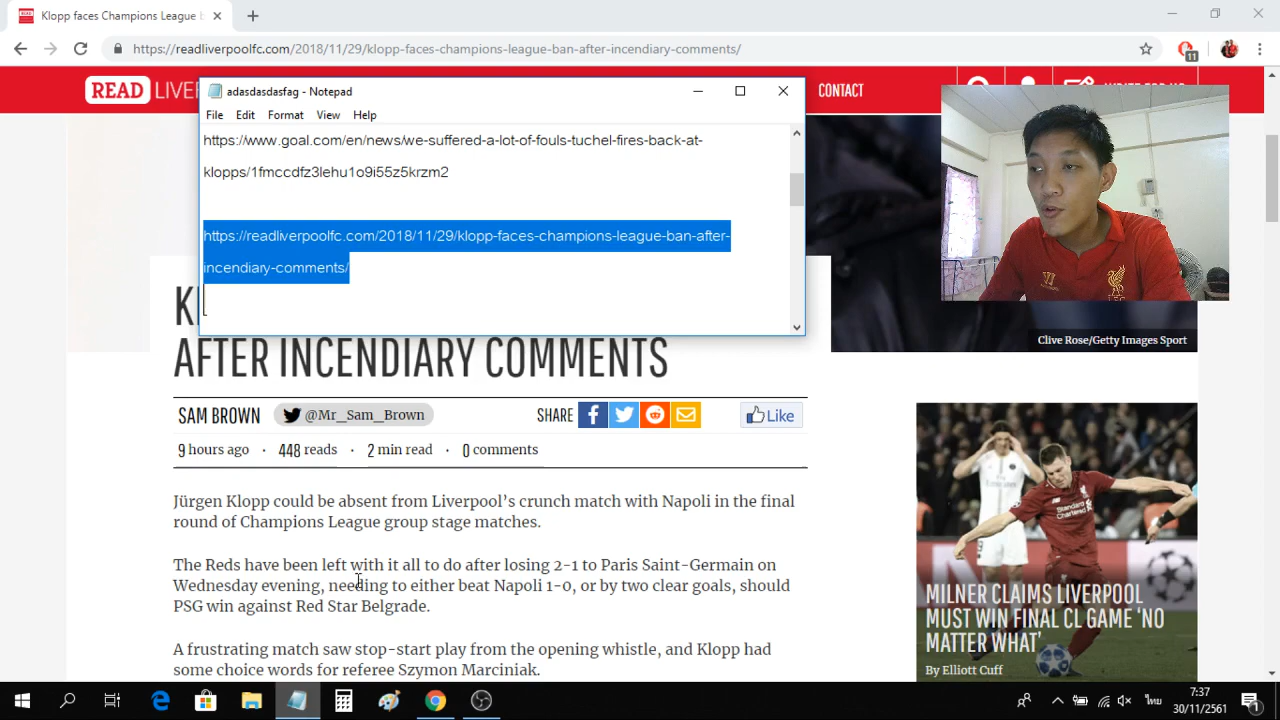 Klopp faces Champions League b
https://readliverpoolfc.com/2018/11/29/klopp-faces-champions-league-ban-after-incendiary-comments/
11
READ LIVE
CONTACT
adasdasdasfag - Notepad
File Edit Format View Help
https://www.goal.com/en/news/we-suffered-a-lot-of-fouls-tuchel-fires-back-at-
klopps/1fmccdfz3lehu1o9i55z5krzm2
https://readliverpoolfc.com/2018/11/29/klopp-faces-champions-league-ban-after-
incendiary-comments/
Clive Rose/Getty Images Sport
AFTER INCENDIARY COMMENTS
SAM BROWN @Mr_Sam_Brown SHARE Like
9 hours ago · 448 reads · 2 min read · 0 comments
Jürgen Klopp could be absent from Liverpool’s crunch match with Napoli in the final
round of Champions League group stage matches.
The Reds have been left with it all to do after losing 2-1 to Paris Saint-Germain on
Wednesday evening, needing to either beat Napoli 1-0, or by two clear goals, should
PSG win against Red Star Belgrade.
A frustrating match saw stop-start play from the opening whistle, and Klopp had
some choice words for referee Szymon Marciniak.
MILNER CLAIMS LIVERPOOL
MUST WIN FINAL CL GAME ‘NO
MATTER WHAT’
By Elliott Cuff
ไทย
7:37
30/11/2561